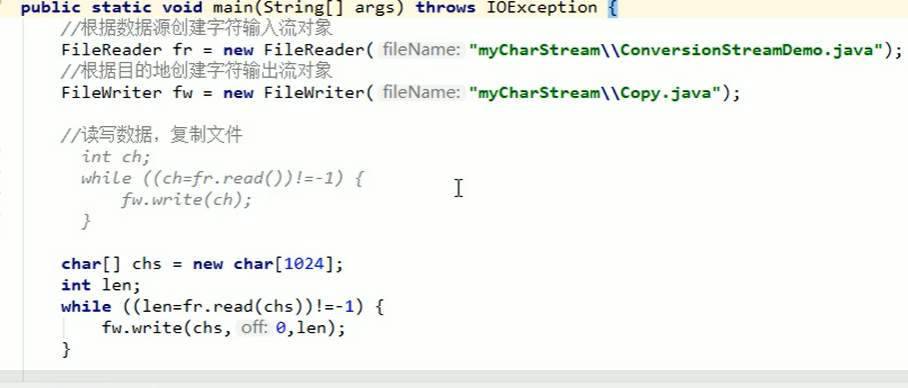 public static void main(String[] args) throws IOException {
//根据数据源创建字符输入流对象
FileReader fr = new FileReader( fileName: "myCharStream\\ConversionStreamDemo.java");
//根据目的地创建字符输出流对象
FileWriter fw = new FileWriter( fileName: "myCharStream\\Copy.java");
//读写数据，复制文件
int ch;
while ((ch=fr.read())!=-1) {
fw.write(ch);
}
char[] chs = new char[1024];
int len;
while ((len=fr.read(chs))!=-1) {
fw.write(chs, off: 0,len);
}